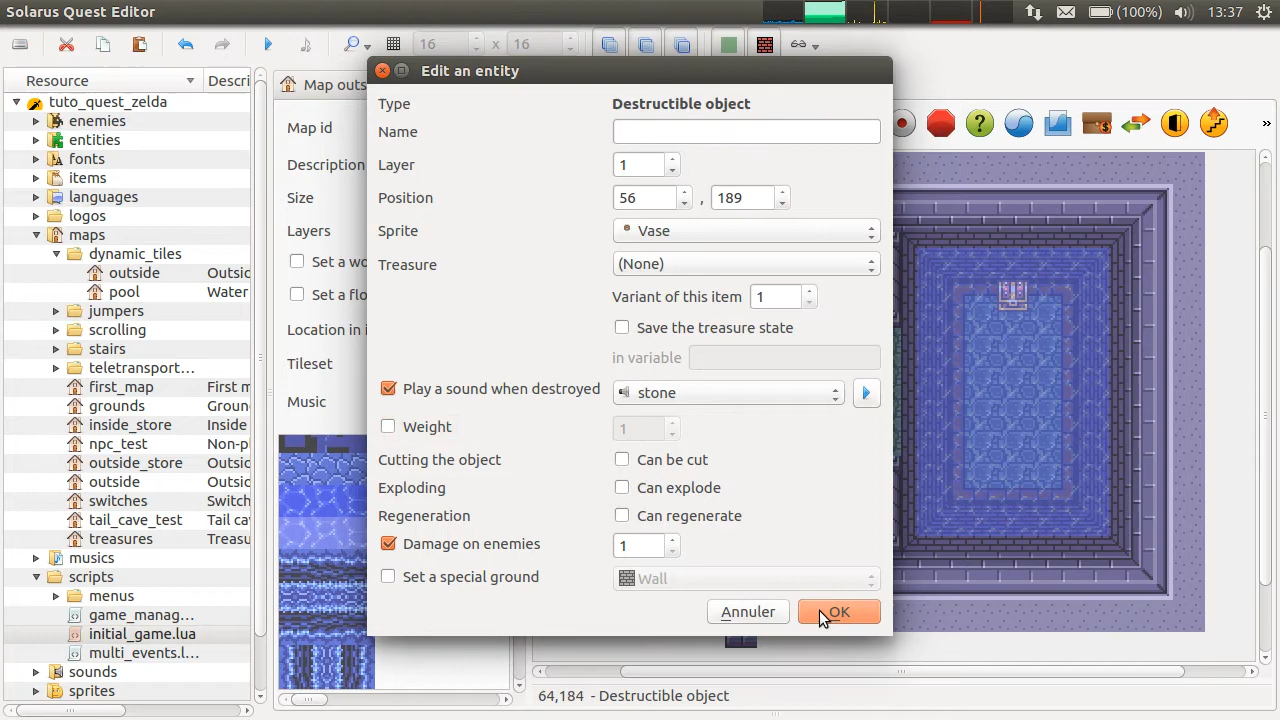 Solarus Quest Editor
(100%)
13:37
16 x 16
Resource
Descri
Map outs
Edit an entity
tuto_quest_zelda
enemies
entities
fonts
items
languages
logos
maps
dynamic_tiles
outside
Outsic
pool
Water
jumpers
scrolling
stairs
teletransport...
first_map
First m
grounds
Groun
inside_store
Inside
npc_test
Non-pl
outside_store
Outsid
outside
Outsid
switches
Switch
tail_cave_test
Tail ca
treasures
Treasu
musics
scripts
menus
game_manag...
initial_game.lua
multi_events.l...
sounds
sprites
Map id
Description
Size
Layers
Set a wo
Set a flo
Location in i
Tileset
Music
Type
Destructible object
Name
Layer
1
Position
56 , 189
Sprite
Vase
Treasure
(None)
Variant of this item 1
Save the treasure state
in variable
Play a sound when destroyed
stone
Weight
1
Cutting the object
Can be cut
Exploding
Can explode
Regeneration
Can regenerate
Damage on enemies
1
Set a special ground
Wall
Annuler
OK
»
64,184 - Destructible object